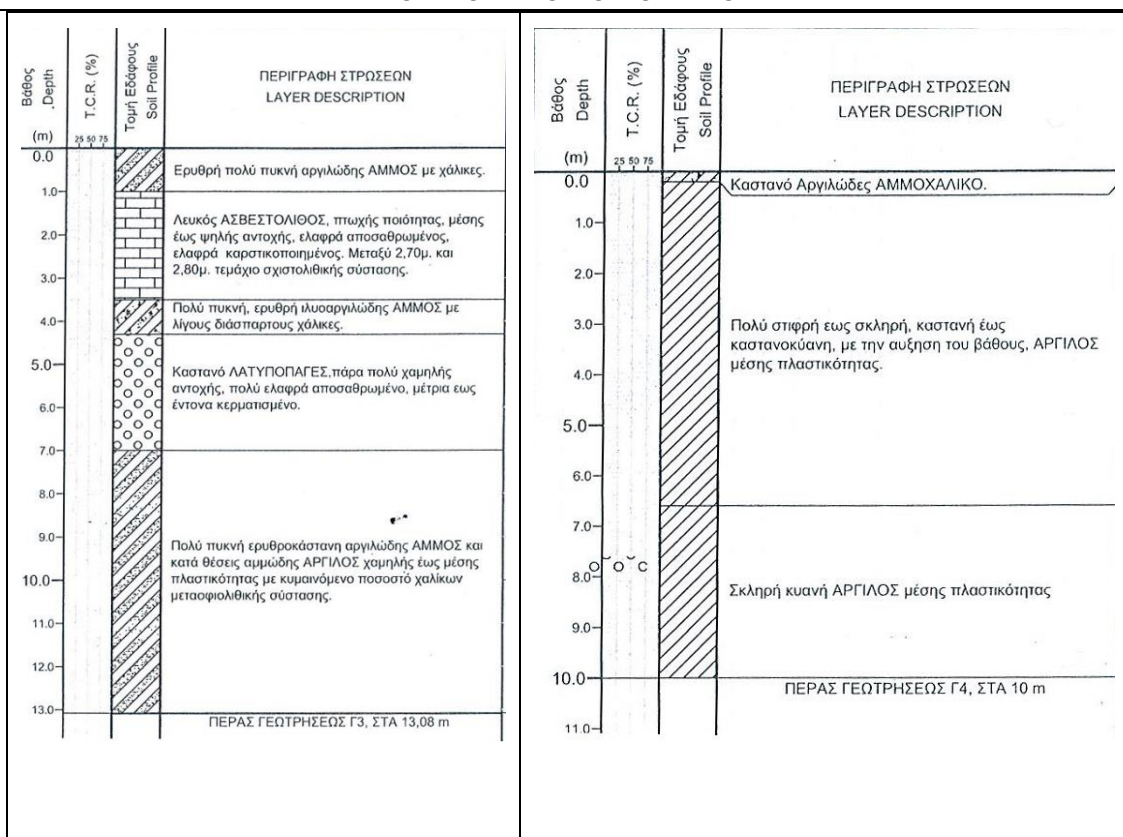 Βάθος
Depth
(m)
T.C.R. (%)
25 50 75
Τομή Εδάφους
Soil Profile
ΠΕΡΙΓΡΑΦΗ ΣΤΡΩΣΕΩΝ
LAYER DESCRIPTION
0.0
1.0
2.0
3.0
4.0
5.0
6.0
7.0
8.0
9.0
10.0
11.0
12.0
13.0
Ερυθρή πολύ πυκνή αργιλώδης ΑΜΜΟΣ με χάλικες.
Λευκός ΑΣΒΕΣΤΟΛΙΘΟΣ, πτωχής ποιότητας, μέσης
έως ψηλής αντοχής, ελαφρά αποσαθρωμένος,
ελαφρά καρστικοποιημένος. Μεταξύ 2,70μ. και
2,80μ. τεμάχιο σχιστολιθικής σύστασης.
Πολύ πυκνή, ερυθρή ιλυοαργιλώδης ΑΜΜΟΣ με
λίγους διάσπαρτους χάλικες.
Καστανό ΛΑΤΥΠΟΠΑΓΕΣ,πάρα πολύ χαμηλής
αντοχής, πολύ ελαφρά αποσαθρωμένο, μέτρια εως
έντονα κερματισμένο.
Πολύ πυκνή ερυθροκάστανη αργιλώδης ΑΜΜΟΣ και
κατά θέσεις αμμώδης ΑΡΓΙΛΟΣ χαμηλής έως μέσης
πλαστικότητας με κυμαινόμενο ποσοστό χαλίκων
μεταοφιολιθικής σύστασης.
ΠΕΡΑΣ ΓΕΩΤΡΗΣΕΩΣ Γ3, ΣΤΑ 13,08 m
Βάθος
Depth
(m)
T.C.R. (%)
25 50 75
Τομή Εδάφους
Soil Profile
ΠΕΡΙΓΡΑΦΗ ΣΤΡΩΣΕΩΝ
LAYER DESCRIPTION
0.0
1.0
2.0
3.0
4.0
5.0
6.0
7.0
8.0
9.0
10.0
11.0
Καστανό Αργιλώδες ΑΜΜΟΧΑΛΙΚΟ.
Πολύ στιφρή εως σκληρή, καστανή έως
καστανοκύανη, με την αυξηση του βάθους, ΑΡΓΙΛΟΣ
μέσης πλαστικότητας.
Σκληρή κυανή ΑΡΓΙΛΟΣ μέσης πλαστικότητας
ΠΕΡΑΣ ΓΕΩΤΡΗΣΕΩΣ Γ4, ΣΤΑ 10 m